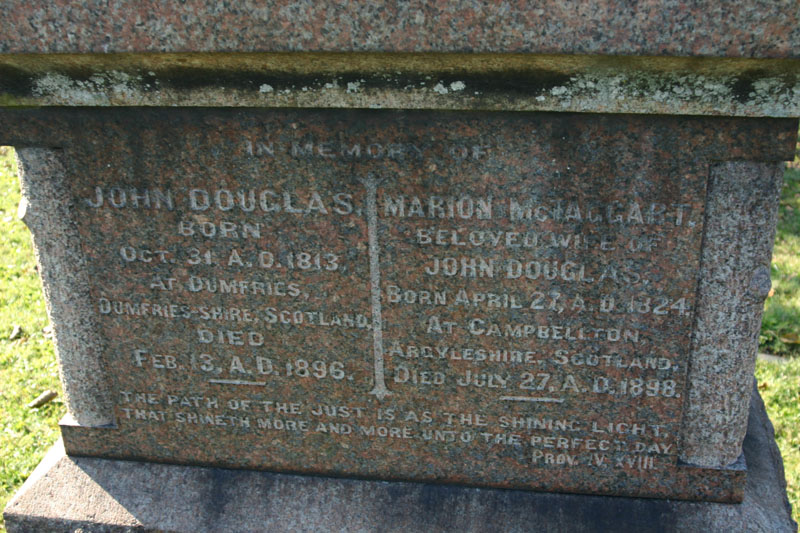 IN MEMORY OF
JOHN DOUGLAS,
BORN
OCT. 31 A.D. 1813,
AT DUMFRIES,
DUMFRIES-SHIRE, SCOTLAND,
DIED
FEB. 13, A.D. 1896.
MARION McTAGGART,
BELOVED WIFE OF
JOHN DOUGLAS,
BORN APRIL 27, A.D. 1824,
AT CAMPBELLTON,
ARGYLESHIRE, SCOTLAND,
DIED JULY 27, A.D. 1898.
THE PATH OF THE JUST IS AS THE SHINING LIGHT,
THAT SHINETH MORE AND MORE UNTO THE PERFECT DAY.
PROV. IV. XVIII.